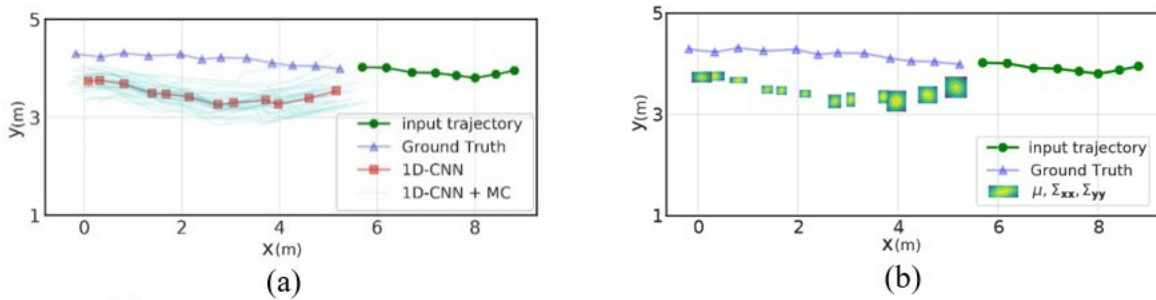 5
3
1
y(m)
0 2 4 6 8
x(m)
input trajectory
Ground Truth
1D-CNN
1D-CNN + MC
(a)
5
3
1
y(m)
0 2 4 6 8
x(m)
input trajectory
Ground Truth
μ, Σxx, Σyy
(b)